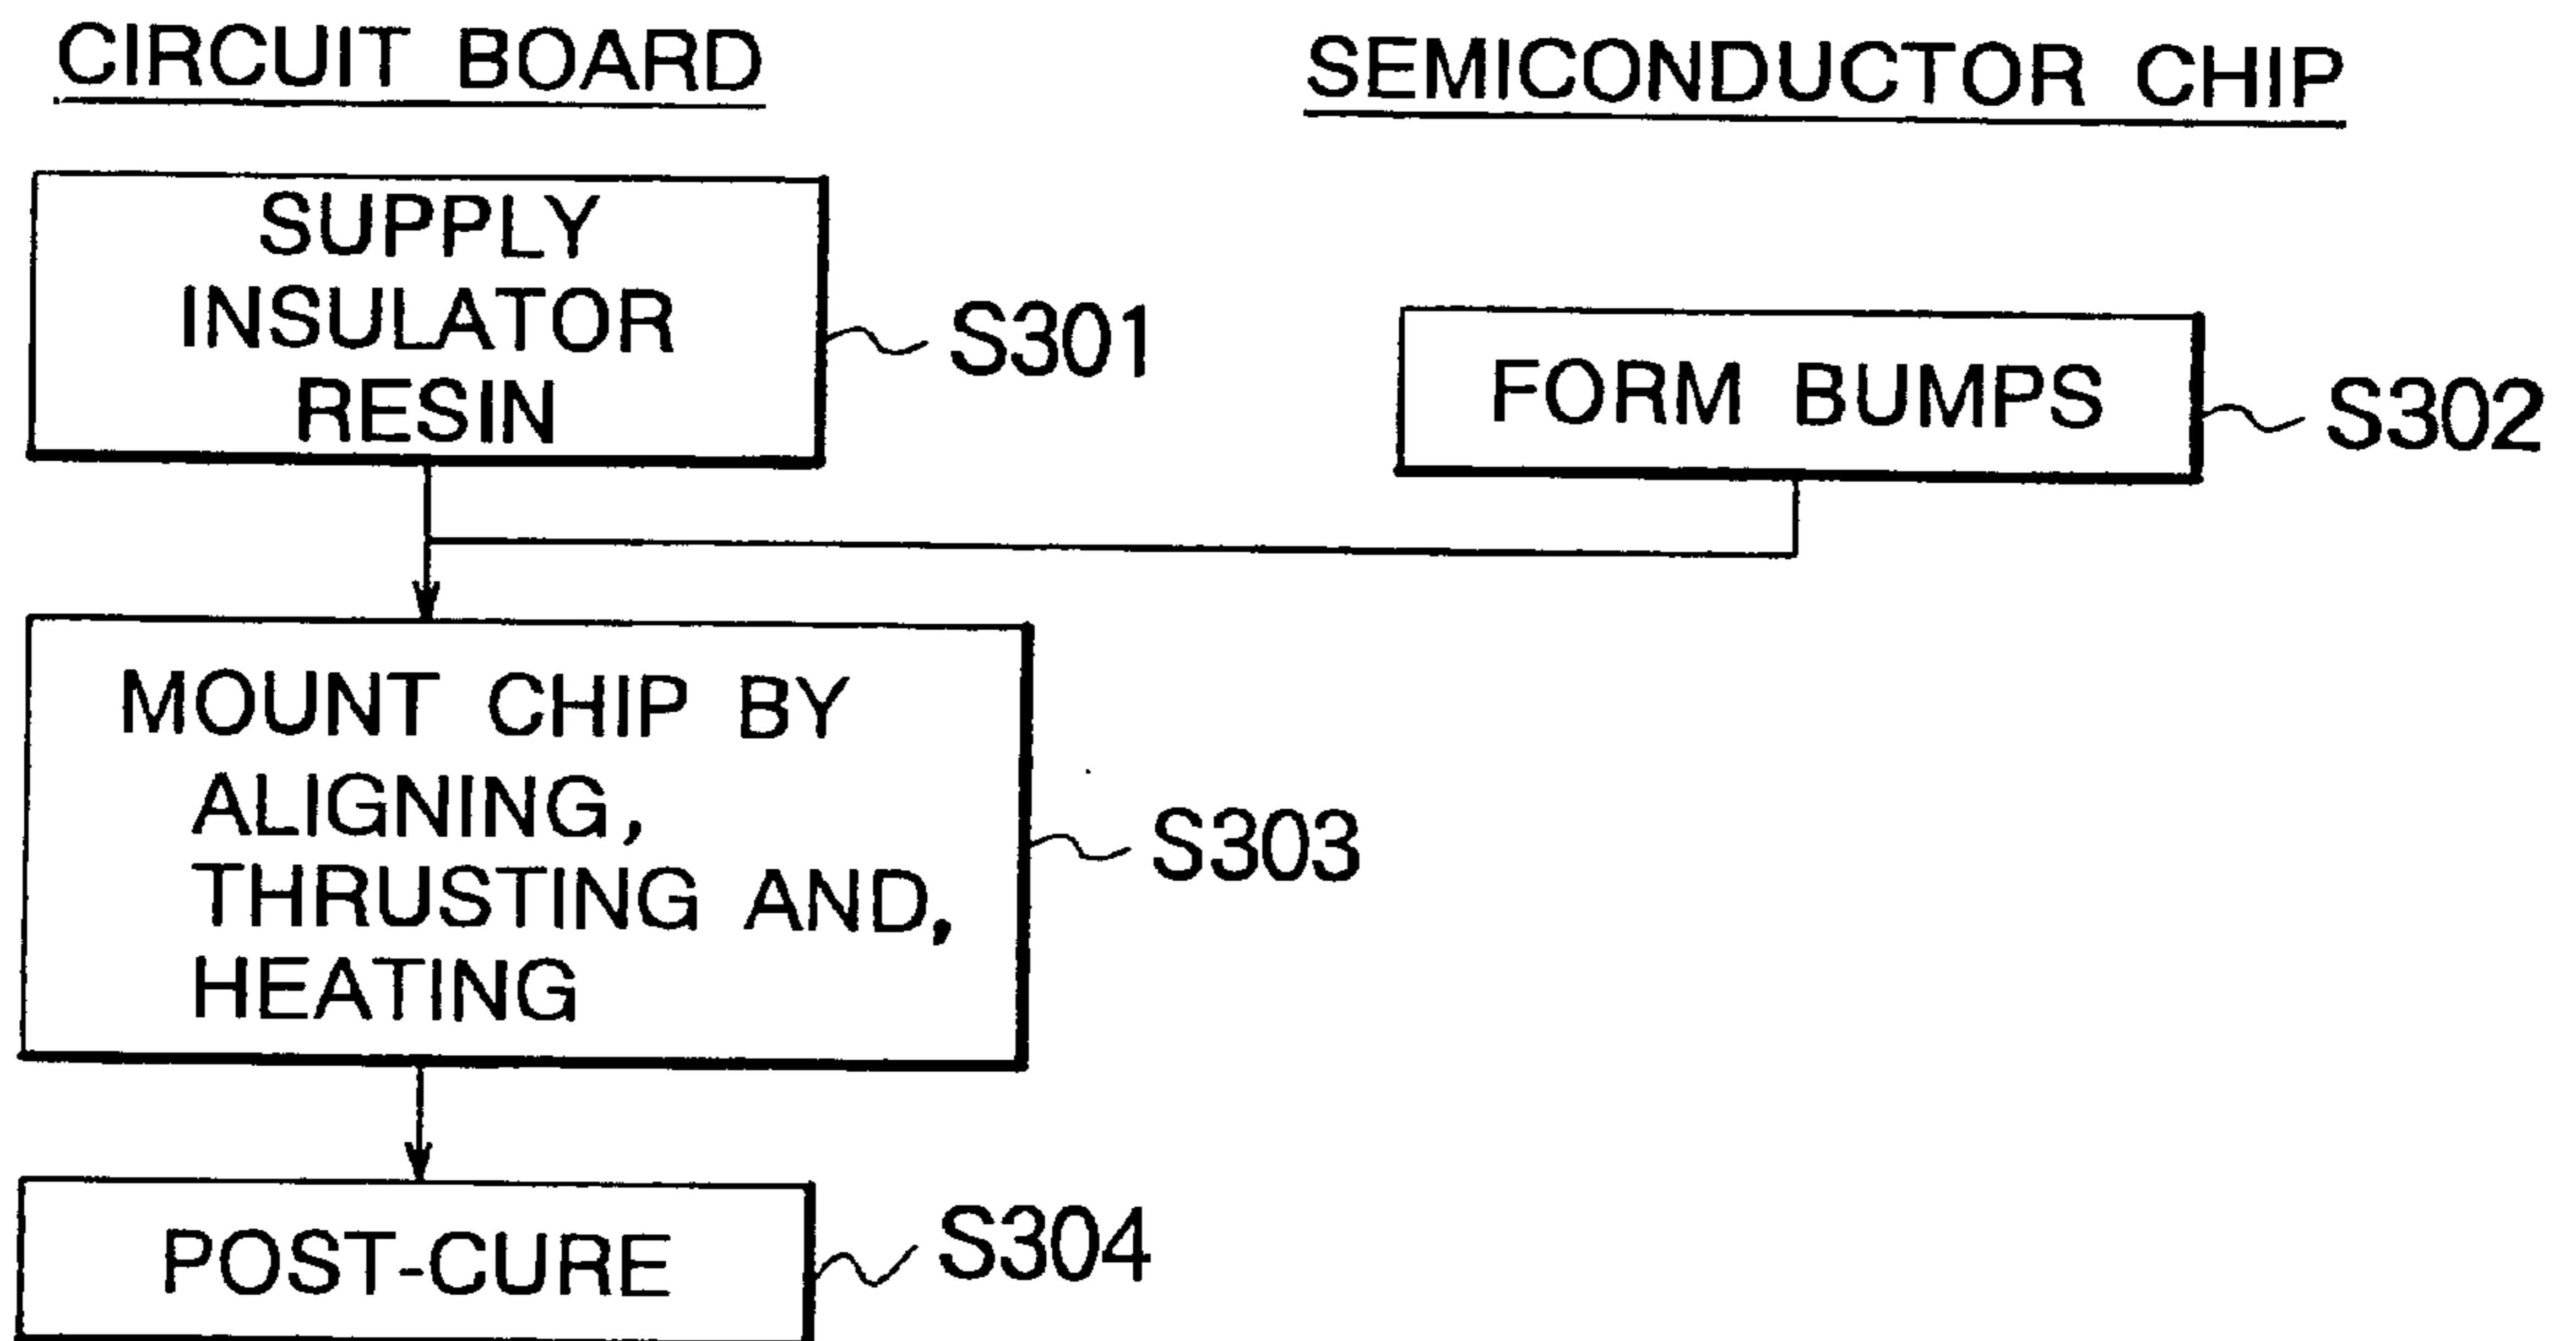 CIRCUIT BOARD
SEMICONDUCTOR CHIP
SUPPLY
INSULATOR
RESIN
S301
FORM BUMPS
S302
MOUNT CHIP BY
ALIGNING,
THRUSTING AND,
HEATING
S303
POST-CURE
S304